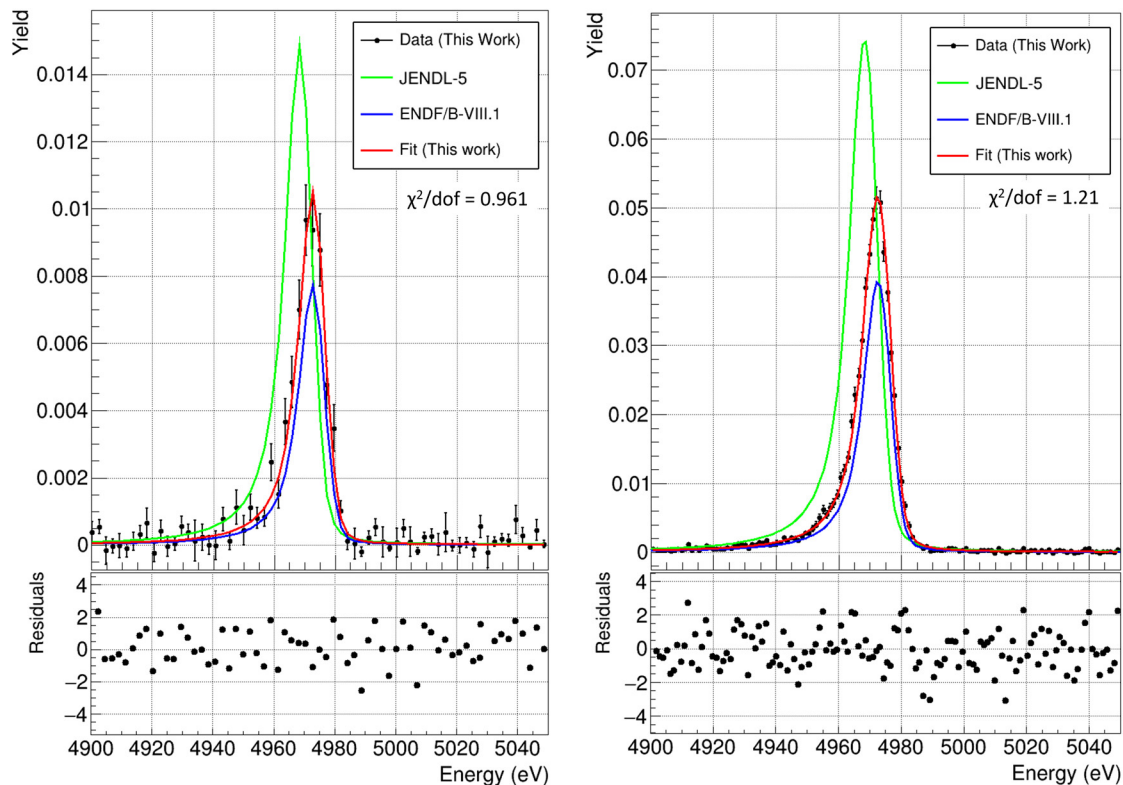 Yield
0.014
0.012
0.01
0.008
0.006
0.004
0.002
0
Data (This Work)
JENDL-5
ENDF/B-VIII.1
Fit (This work)
χ²/dof = 0.961
Residuals
4
2
0
−2
−4
4900 4920 4940 4960 4980 5000 5020 5040
Energy (eV)
Yield
0.07
0.06
0.05
0.04
0.03
0.02
0.01
0
Data (This Work)
JENDL-5
ENDF/B-VIII.1
Fit (This work)
χ²/dof = 1.21
Residuals
4
2
0
−2
−4
4900 4920 4940 4960 4980 5000 5020 5040
Energy (eV)